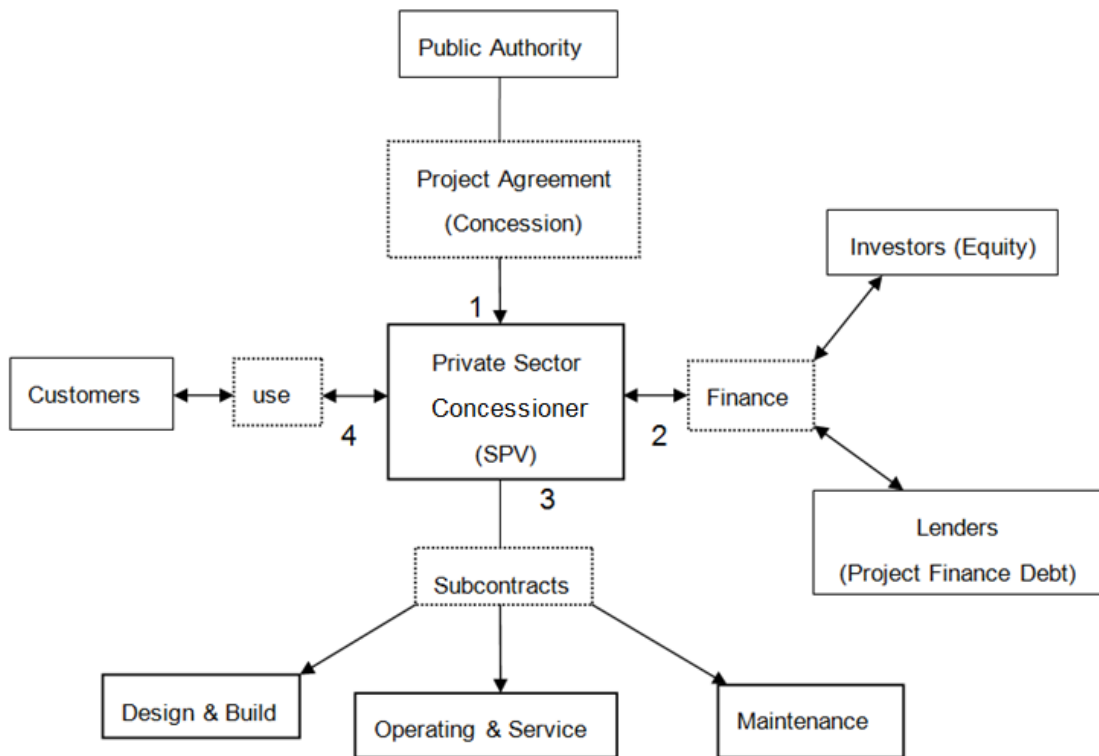 Public Authority
Project Agreement
(Concession)
Investors (Equity)
1
Private Sector
Concessioner
(SPV)
Customers
use
Finance
4
2
3
Lenders
(Project Finance Debt)
Subcontracts
Design & Build
Operating & Service
Maintenance